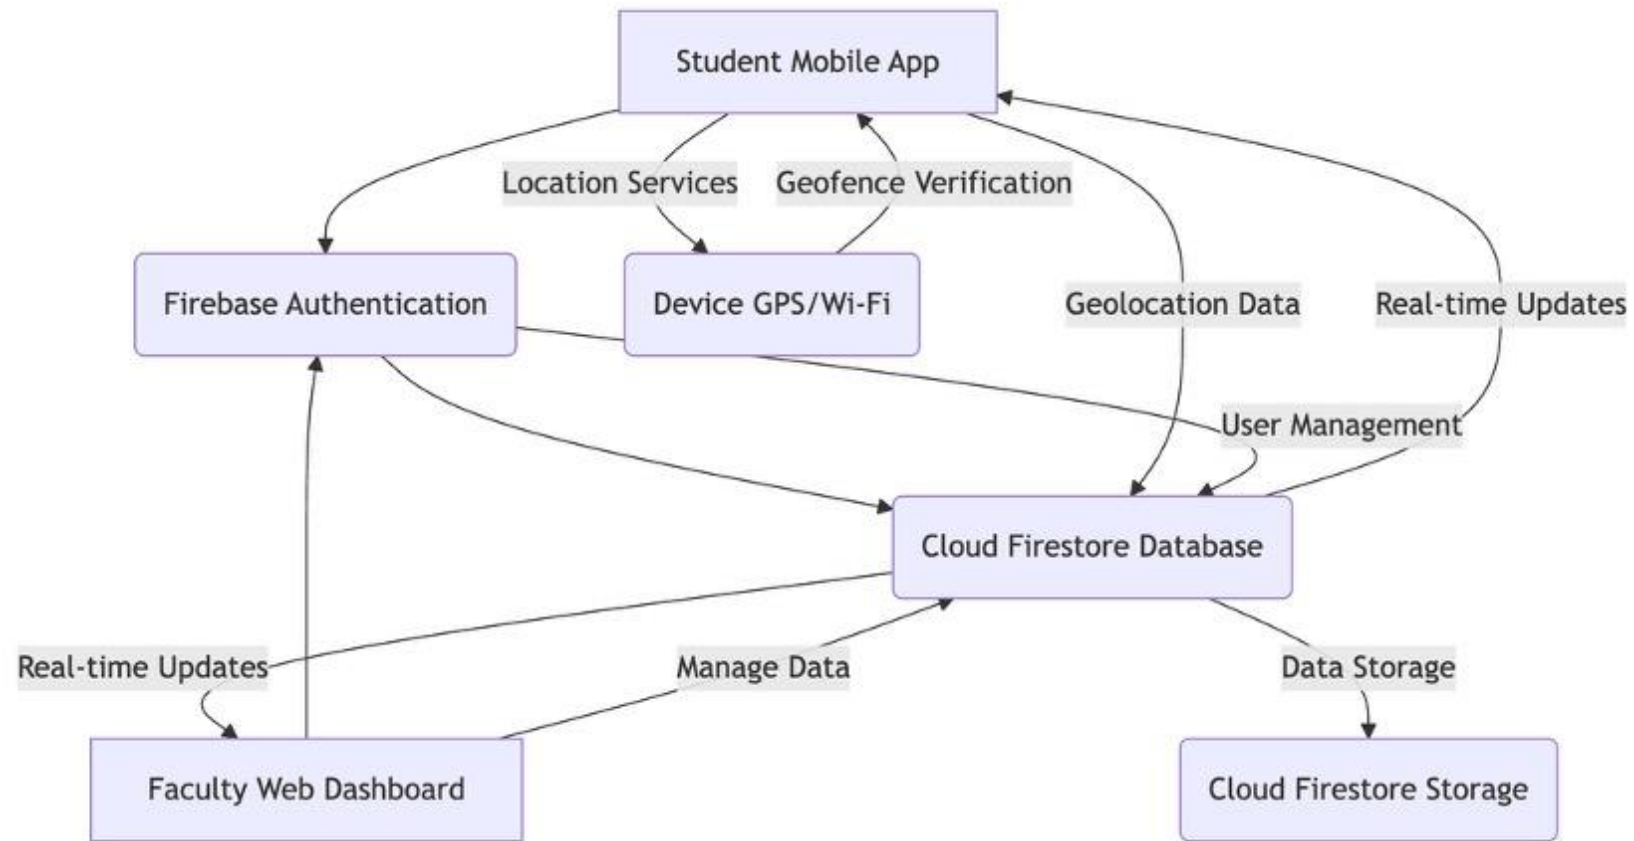 Student Mobile App
Location Services
Geofence Verification
Firebase Authentication
Device GPS/Wi-Fi
Geolocation Data
Real-time Updates
User Management
Cloud Firestore Database
Real-time Updates
Manage Data
Data Storage
Faculty Web Dashboard
Cloud Firestore Storage